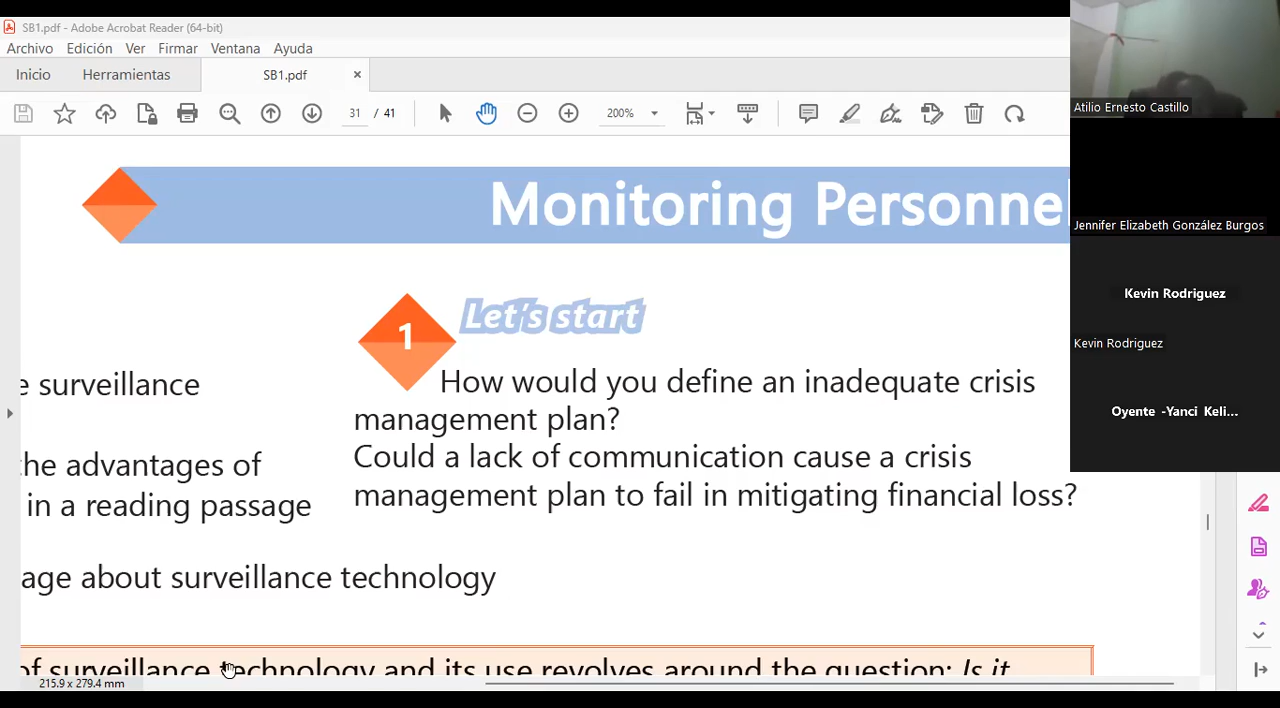 SB1.pdf - Adobe Acrobat Reader (64-bit)
Archivo Edición Ver Firmar Ventana Ayuda
Inicio Herramientas SB1.pdf ×
31 / 41 200%
Monitoring Personnel
1 Let's start
How would you define an inadequate crisis
management plan?
Could a lack of communication cause a crisis
management plan to fail in mitigating financial loss?
e surveillance
the advantages of
in a reading passage
age about surveillance technology
of surveillance technology and its use revolves around the question: Is it
215.9 x 279.4 mm
Atilio Ernesto Castillo
Jennifer Elizabeth González Burgos
Kevin Rodriguez
Kevin Rodriguez
Oyente -Yanci Keli...